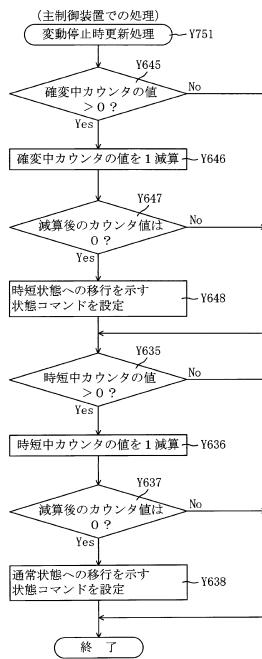 （主制御装置での処理）
変動停止時更新処理
Y751
Y645
確変中カウンタの値
>０？
No
Yes
確変中カウンタの値を１減算
Y646
Y647
減算後のカウンタ値は
０？
No
Yes
時短状態への移行を示す
状態コマンドを設定
Y648
Y635
時短中カウンタの値
>０？
No
Yes
時短中カウンタの値を１減算
Y636
Y637
減算後のカウンタ値は
０？
No
Yes
通常状態への移行を示す
状態コマンドを設定
Y638
終 了